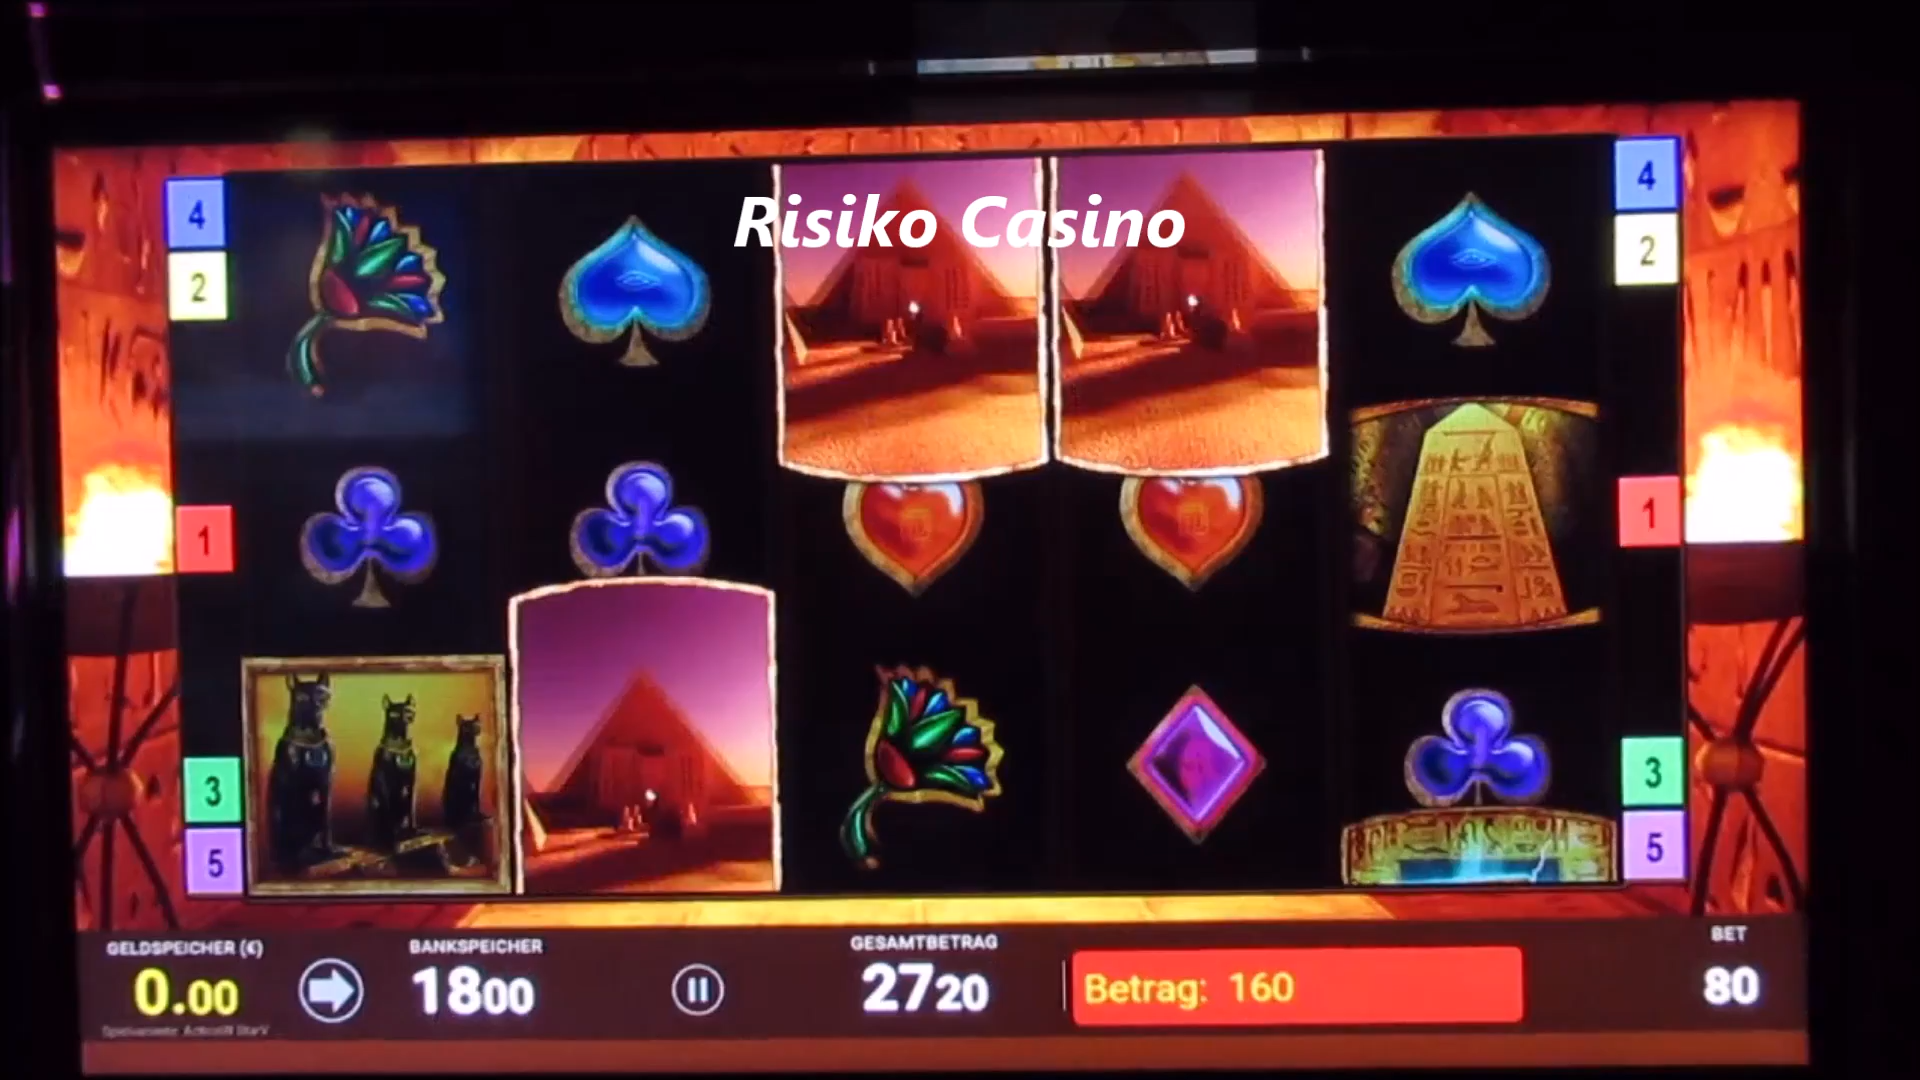 Risiko Casino
4
4
2
2
1
1
3
3
5
5
GELDSPEICHER (€)
BANKSPEICHER
GESAMTBETRAG
BET
0.00
1800
2720
Betrag: 160
80